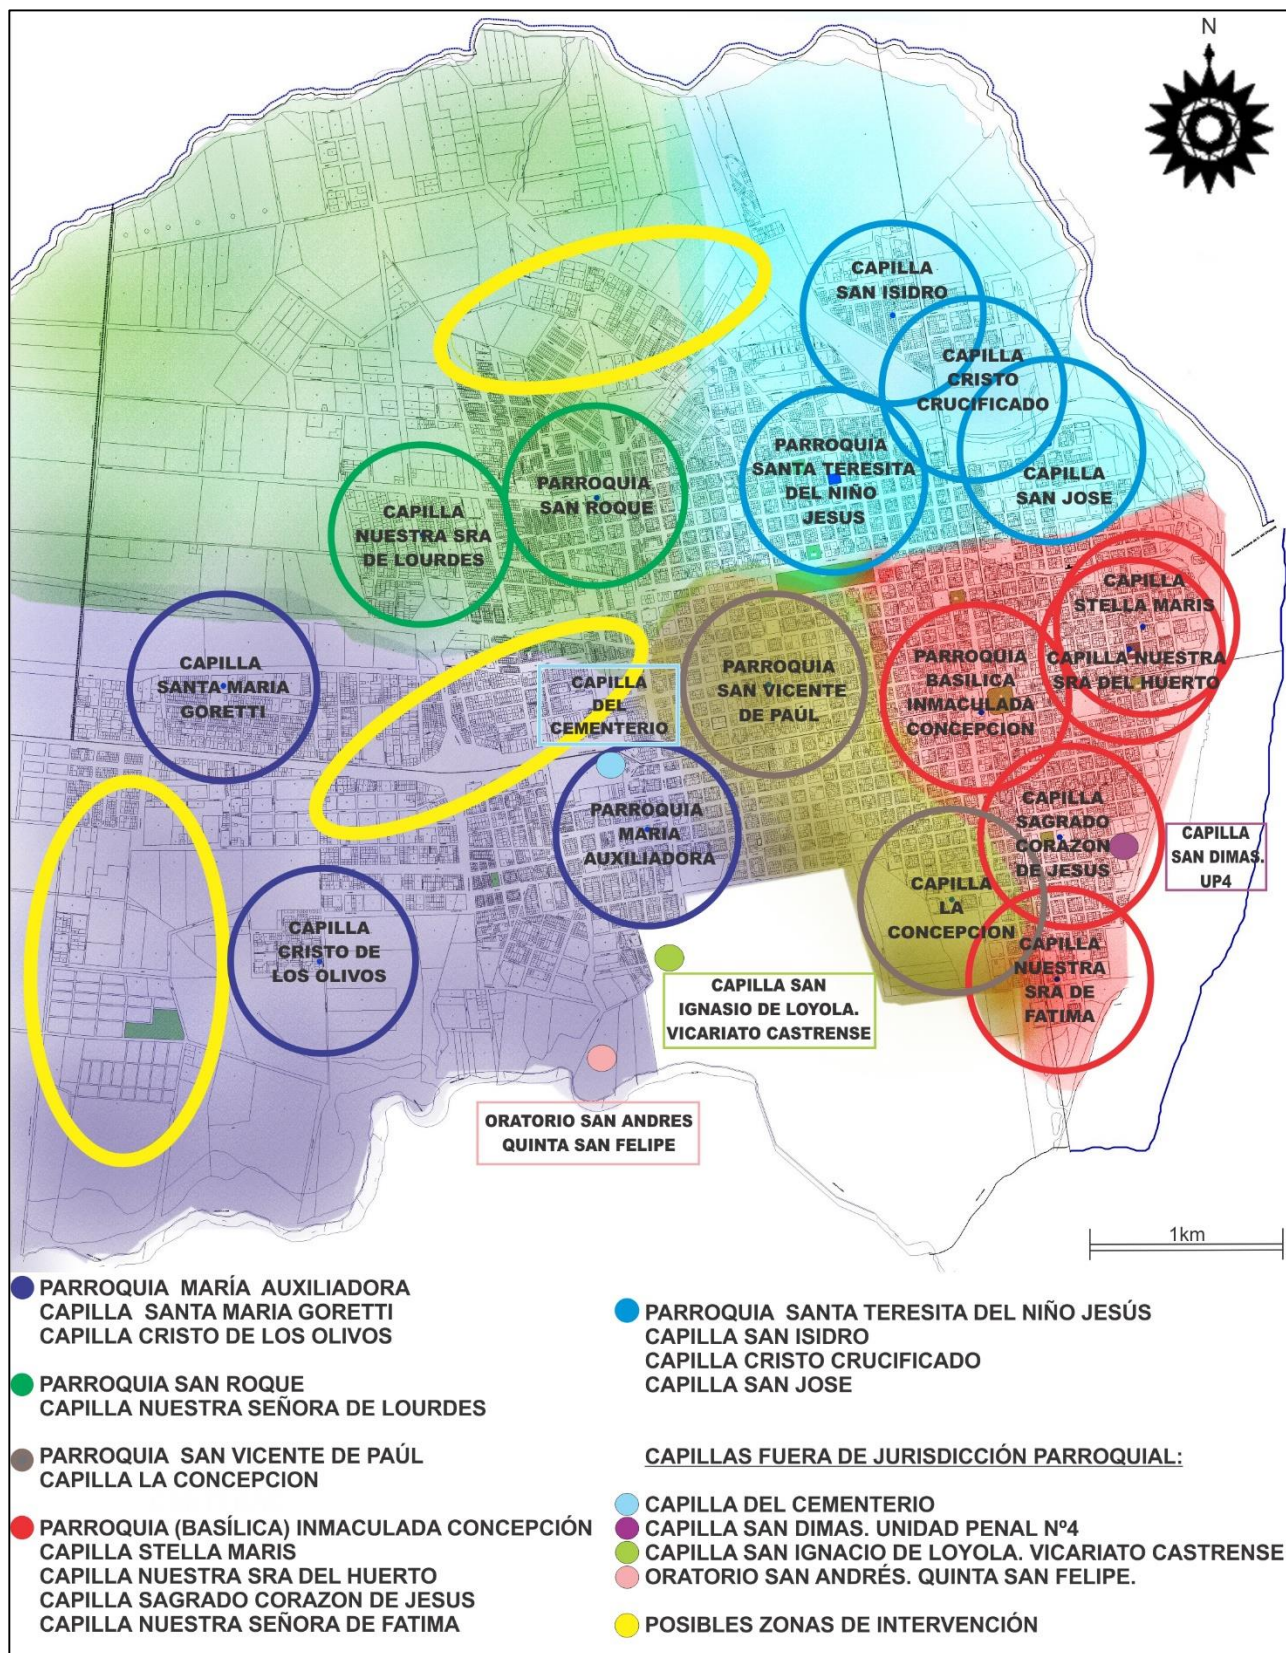 N
CAPILLA
SAN ISIDRO
CAPILLA
CRISTO
CRUCIFICADO
PARROQUIA
SANTA TERESITA
DEL NIÑO
JESUS
CAPILLA
SAN JOSE
PARROQUIA
SAN ROQUE
CAPILLA
NUESTRA SRA
DE LOURDES
CAPILLA
STELLA MARIS
CAPILLA NUESTRA
SRA DEL HUERTO
CAPILLA
SANTA MARIA
GORETTI
CAPILLA
DEL
CEMENTERIO
PARROQUIA
SAN VICENTE
DE PAÚL
PARROQUIA
BASILICA
INMACULADA
CONCEPCION
PARROQUIA
MARIA
AUXILIADORA
CAPILLA
SAGRADO
CORAZON
DE JESUS
CAPILLA
SAN DIMAS.
UP4
CAPILLA
LA
CONCEPCION
CAPILLA
CRISTO DE
LOS OLIVOS
CAPILLA
NUESTRA
SRA DE
FATIMA
CAPILLA SAN
IGNASIO DE LOYOLA.
VICARIATO CASTRENSE
ORATORIO SAN ANDRES
QUINTA SAN FELIPE
1km
PARROQUIA MARÍA AUXILIADORA
CAPILLA SANTA MARIA GORETTI
CAPILLA CRISTO DE LOS OLIVOS
PARROQUIA SAN ROQUE
CAPILLA NUESTRA SEÑORA DE LOURDES
PARROQUIA SAN VICENTE DE PAÚL
CAPILLA LA CONCEPCION
PARROQUIA (BASÍLICA) INMACULADA CONCEPCIÓN
CAPILLA STELLA MARIS
CAPILLA NUESTRA SRA DEL HUERTO
CAPILLA SAGRADO CORAZON DE JESUS
CAPILLA NUESTRA SEÑORA DE FATIMA
PARROQUIA SANTA TERESITA DEL NIÑO JESÚS
CAPILLA SAN ISIDRO
CAPILLA CRISTO CRUCIFICADO
CAPILLA SAN JOSE
CAPILLAS FUERA DE JURISDICCIÓN PARROQUIAL:
CAPILLA DEL CEMENTERIO
CAPILLA SAN DIMAS. UNIDAD PENAL Nº4
CAPILLA SAN IGNACIO DE LOYOLA. VICARIATO CASTRENSE
ORATORIO SAN ANDRÉS. QUINTA SAN FELIPE.
POSIBLES ZONAS DE INTERVENCIÓN